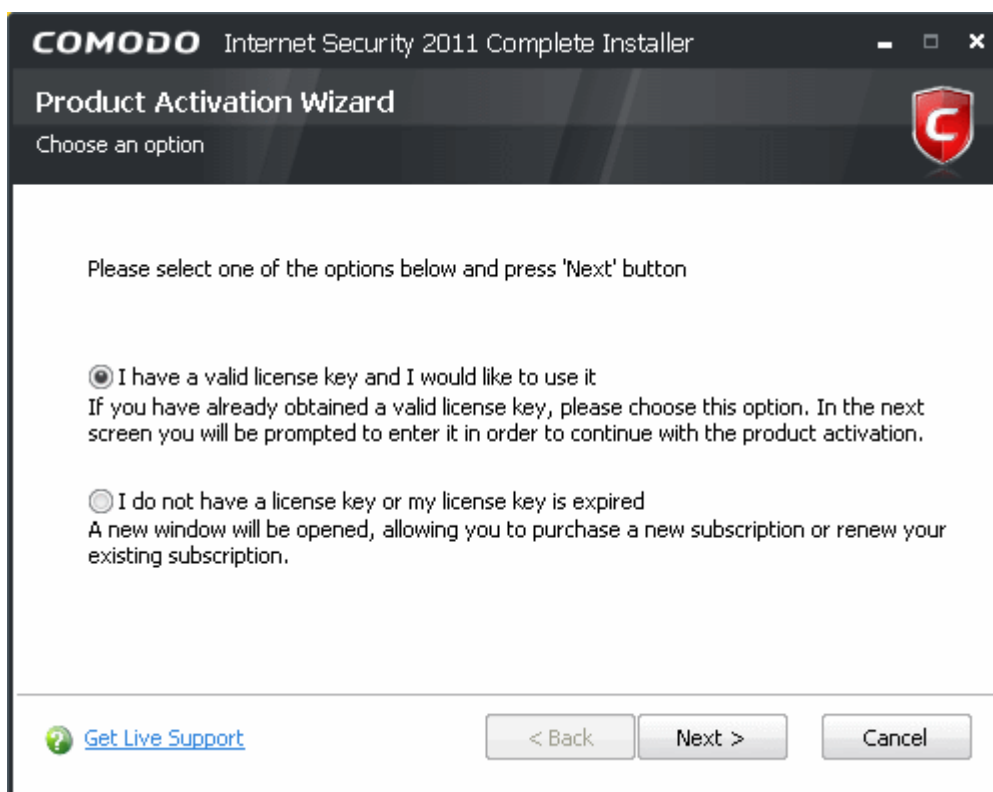 COMODO Internet Security 2011 Complete Installer
Product Activation Wizard
Choose an option
Please select one of the options below and press 'Next' button
I have a valid license key and I would like to use it
If you have already obtained a valid license key, please choose this option. In the next
screen you will be prompted to enter it in order to continue with the product activation.
I do not have a license key or my license key is expired
A new window will be opened, allowing you to purchase a new subscription or renew your
existing subscription.
Get Live Support
< Back
Next >
Cancel